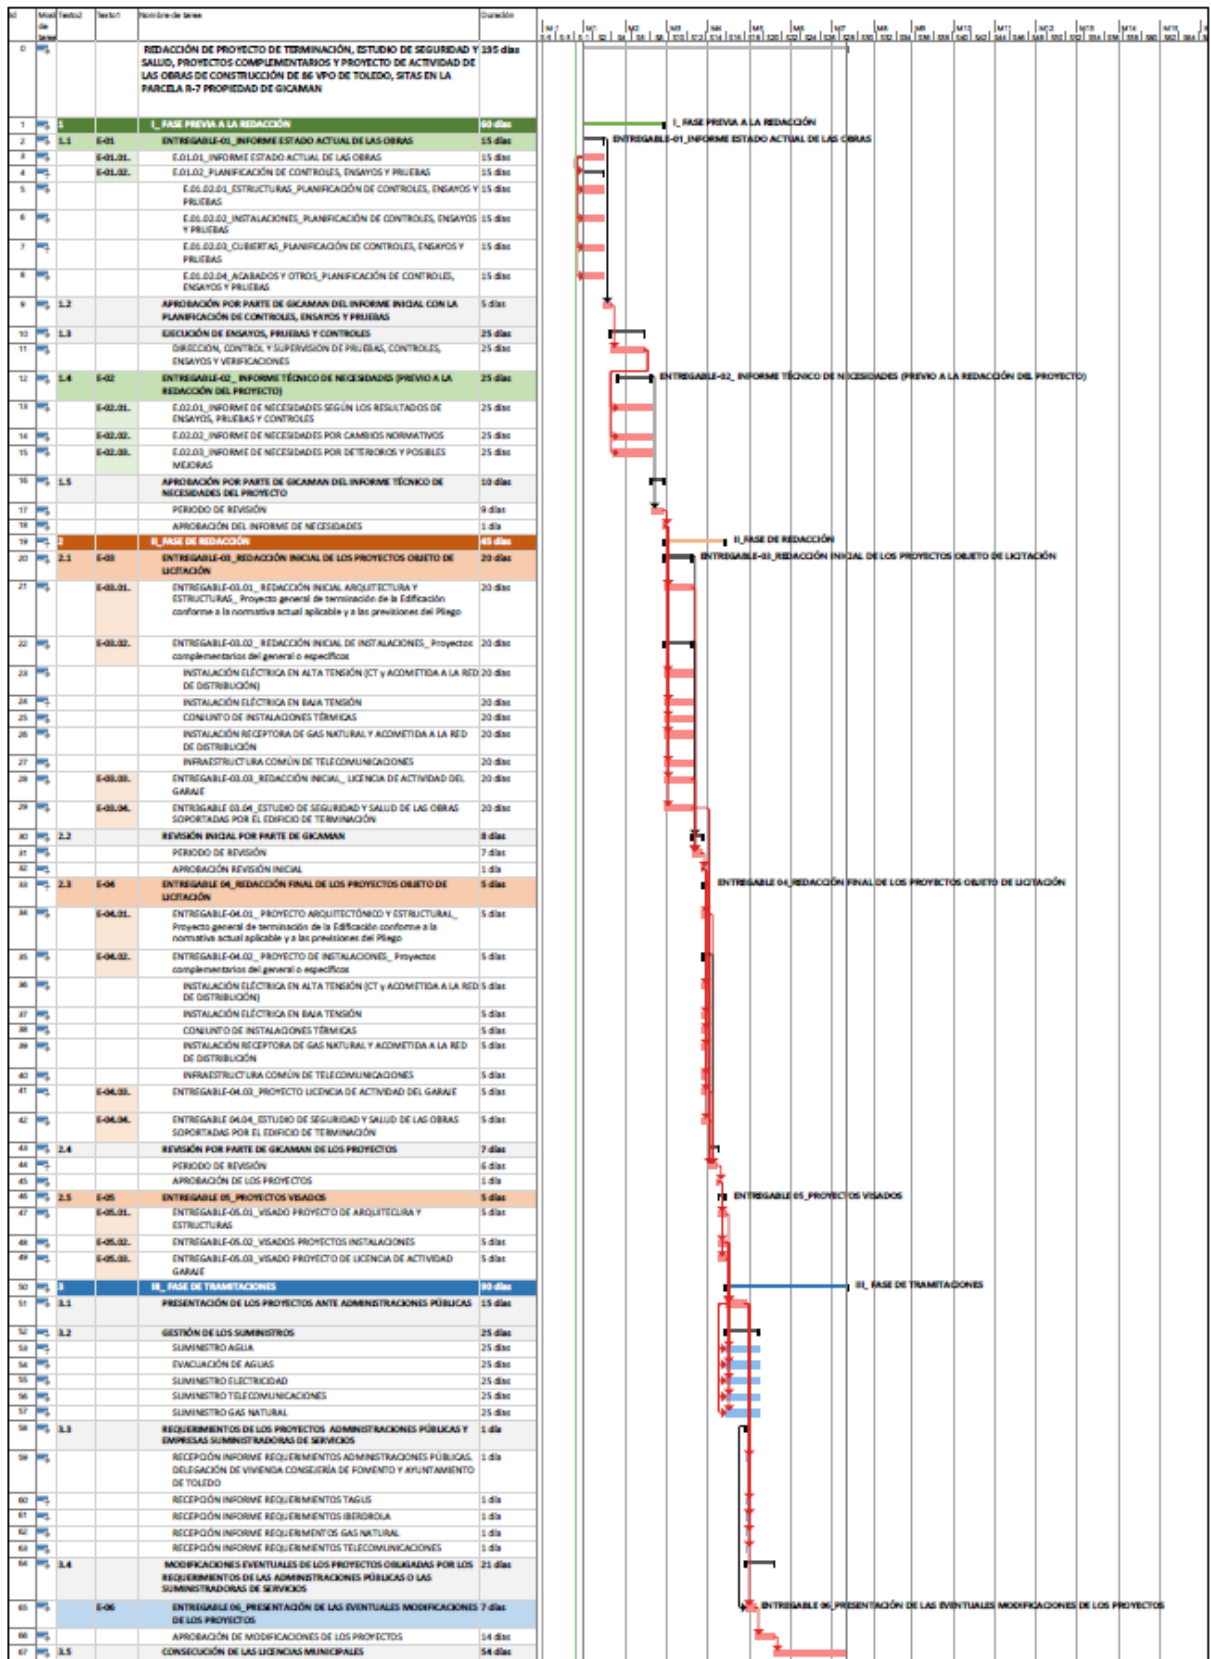 Id Modo de tarea Texto2 Texto1 Nombre de tarea Duración
0 REDACCIÓN DE PROYECTO DE TERMINACIÓN, ESTUDIO DE SEGURIDAD Y 195 días
SALUD, PROYECTOS COMPLEMENTARIOS Y PROYECTO DE ACTIVIDAD DE
LAS OBRAS DE CONSTRUCCIÓN DE 86 VPO DE TOLEDO, SITAS EN LA
PARCELA R-7 PROPIEDAD DE GICAMAN
1 1 I_ FASE PREVIA A LA REDACCIÓN 60 días I_ FASE PREVIA A LA REDACCIÓN
2 1.1 E-01 ENTREGABLE-01_INFORME ESTADO ACTUAL DE LAS OBRAS 15 días ENTREGABLE-01_INFORME ESTADO ACTUAL DE LAS OBRAS
3 E-01.01. E.01.01_INFORME ESTADO ACTUAL DE LAS OBRAS 15 días
4 E-01.02. E.01.02_PLANIFICACIÓN DE CONTROLES, ENSAYOS Y PRUEBAS 15 días
5 E.01.02.01_ESTRUCTURAS_PLANIFICACIÓN DE CONTROLES, ENSAYOS Y 15 días
PRUEBAS
6 E.01.02.02_INSTALACIONES_PLANIFICACIÓN DE CONTROLES, ENSAYOS 15 días
Y PRUEBAS
7 E.01.02.03_CUBIERTAS_PLANIFICACIÓN DE CONTROLES, ENSAYOS Y 15 días
PRUEBAS
8 E.01.02.04_ACABADOS Y OTROS_PLANIFICACIÓN DE CONTROLES, 15 días
ENSAYOS Y PRUEBAS
9 1.2 APROBACIÓN POR PARTE DE GICAMAN DEL INFORME INICIAL CON LA 5 días
PLANIFICACIÓN DE CONTROLES, ENSAYOS Y PRUEBAS
10 1.3 EJECUCIÓN DE ENSAYOS, PRUEBAS Y CONTROLES 25 días
11 DIRECCION, CONTROL Y SUPERVISION DE PRUEBAS, CONTROLES, 25 días
ENSAYOS Y VERIFICACIONES
12 1.4 E-02 ENTREGABLE-02_ INFORME TÉCNICO DE NECESIDADES (PREVIO A LA 25 días ENTREGABLE-02_ INFORME TÉCNICO DE NECESIDADES (PREVIO A LA REDACCIÓN DEL PROYECTO)
REDACCIÓN DEL PROYECTO)
13 E-02.01. E.02.01_INFORME DE NECESIDADES SEGÚN LOS RESULTADOS DE 25 días
ENSAYOS, PRUEBAS Y CONTROLES
14 E-02.02. E.02.02_INFORME DE NECESIDADES POR CAMBIOS NORMATIVOS 25 días
15 E-02.03. E.02.03_INFORME DE NECESIDADES POR DETERIOROS Y POSIBLES 25 días
MEJORAS
16 1.5 APROBACIÓN POR PARTE DE GICAMAN DEL INFORME TÉCNICO DE 10 días
NECESIDADES DEL PROYECTO
17 PERIODO DE REVISIÓN 9 días
18 APROBACIÓN DEL INFORME DE NECESIDADES 1 día
19 2 II_FASE DE REDACCIÓN 45 días II_FASE DE REDACCIÓN
20 2.1 E-03 ENTREGABLE-03_REDACCIÓN INICIAL DE LOS PROYECTOS OBJETO DE 20 días ENTREGABLE-03_REDACCIÓN INICIAL DE LOS PROYECTOS OBJETO DE LICITACIÓN
LICITACIÓN
21 E-03.01. ENTREGABLE-03.01_ REDACCIÓN INICIAL ARQUITECTURA Y 20 días
ESTRUCTURAS_ Proyecto general de terminación de la Edificación
conforme a la normativa actual aplicable y a las previsiones del Pliego
22 E-03.02. ENTREGABLE-03.02_ REDACCIÓN INICIAL DE INSTALACIONES_ Proyectos 20 días
complementarios del general o específicos
23 INSTALACIÓN ELÉCTRICA EN ALTA TENSIÓN (CT y ACOMETIDA A LA RED 20 días
DE DISTRIBUCIÓN)
24 INSTALACIÓN ELÉCTRICA EN BAJA TENSIÓN 20 días
25 CONJUNTO DE INSTALACIONES TÉRMICAS 20 días
26 INSTALACIÓN RECEPTORA DE GAS NATURAL Y ACOMETIDA A LA RED 20 días
DE DISTRIBUCIÓN
27 INFRAESTRUCTURA COMÚN DE TELECOMUNICACIONES 20 días
28 E-03.03. ENTREGABLE-03.03_REDACCIÓN INICIAL_ LICENCIA DE ACTIVIDAD DEL 20 días
GARAJE
29 E-03.04. ENTR3GABLE 03.04_ESTUDIO DE SEGURIDAD Y SALUD DE LAS OBRAS 20 días
SOPORTADAS POR EL EDIFICIO DE TERMINACIÓN
30 2.2 REVISIÓN INICIAL POR PARTE DE GICAMAN 8 días
31 PERIODO DE REVISIÓN 7 días
32 APROBACIÓN REVISIÓN INICIAL 1 día
33 2.3 E-04 ENTREGABLE 04_REDACCIÓN FINAL DE LOS PROYECTOS OBJETO DE 5 días ENTREGABLE 04_REDACCIÓN FINAL DE LOS PROYECTOS OBJETO DE LICITACIÓN
LICITACIÓN
34 E-04.01. ENTREGABLE-04.01_ PROYECTO ARQUITECTÓNICO Y ESTRUCTURAL_ 5 días
Proyecto general de terminación de la Edificación conforme a la
normativa actual aplicable y a las previsiones del Pliego
35 E-04.02. ENTREGABLE-04.02_ PROYECTO DE INSTALACIONES_ Proyectos 5 días
complementarios del general o específicos
36 INSTALACIÓN ELÉCTRICA EN ALTA TENSIÓN (CT y ACOMETIDA A LA RED 5 días
DE DISTRIBUCIÓN)
37 INSTALACIÓN ELÉCTRICA EN BAJA TENSIÓN 5 días
38 CONJUNTO DE INSTALACIONES TÉRMICAS 5 días
39 INSTALACIÓN RECEPTORA DE GAS NATURAL Y ACOMETIDA A LA RED 5 días
DE DISTRIBUCIÓN
40 INFRAESTRUCTURA COMÚN DE TELECOMUNICACIONES 5 días
41 E-04.03. ENTREGABLE-04.03_PROYECTO LICENCIA DE ACTIVIDAD DEL GARAJE 5 días
42 E-04.04. ENTREGABLE 04.04_ESTUDIO DE SEGURIDAD Y SALUD DE LAS OBRAS 5 días
SOPORTADAS POR EL EDIFICIO DE TERMINACIÓN
43 2.4 REVISIÓN POR PARTE DE GICAMAN DE LOS PROYECTOS 7 días
44 PERIODO DE REVISIÓN 6 días
45 APROBACIÓN DE LOS PROYECTOS 1 día
46 2.5 E-05 ENTREGABLE 05_PROYECTOS VISADOS 5 días ENTREGABLE 05_PROYECTOS VISADOS
47 E-05.01. ENTREGABLE-05.01_VISADO PROYECTO DE ARQUITECURA Y 5 días
ESTRUCTURAS
48 E-05.02. ENTREGABLE-05.02_VISADOS PROYECTOS INSTALACIONES 5 días
49 E-05.03. ENTREGABLE-05.03_VISADO PROYECTO DE LICENCIA DE ACTIVIDAD 5 días
GARAJE
50 3 III_ FASE DE TRAMITACIONES 90 días III_ FASE DE TRAMITACIONES
51 3.1 PRESENTACIÓN DE LOS PROYECTOS ANTE ADMINISTRACIONES PÚBLICAS 15 días
52 3.2 GESTIÓN DE LOS SUMINISTROS 25 días
53 SUMINISTRO AGUA 25 días
54 EVACUACIÓN DE AGUAS 25 días
55 SUMINISTRO ELECTRICIDAD 25 días
56 SUMINISTRO TELECOMUNICACIONES 25 días
57 SUMINISTRO GAS NATURAL 25 días
58 3.3 REQUERIMIENTOS DE LOS PROYECTOS ADMINISTRACIONES PÚBLICAS Y 1 día
EMPRESAS SUMINISTRADORAS DE SERVICIOS
59 RECEPCIÓN INFORME REQUERIMIENTOS ADMINISTRACIONES PÚBLICAS. 1 día
DELEGACIÓN DE VIVIENDA CONSEJERÍA DE FOMENTO Y AYUNTAMIENTO
DE TOLEDO
60 RECEPCIÓN INFORME REQUERIMIENTOS TAGUS 1 día
61 RECEPCIÓN INFORME REQUERIMIENTOS IBERDROLA 1 día
62 RECEPCIÓN INFORME REQUERIMENTOS GAS NATURAL 1 día
63 RECEPCIÓN INFORME REQUERIMIENTOS TELECOMUNICACIONES 1 día
64 3.4 MODIFICACIONES EVENTUALES DE LOS PROYECTOS OBLIGADAS POR LOS 21 días
REQUERIMIENTOS DE LAS ADMINISTRACIONES PÚBLICAS O LAS
SUMINISTRADORAS DE SERVICIOS
65 E-06 ENTREGABLE 06_PRESENTACIÓN DE LAS EVENTUALES MODIFICACIONES 7 días ENTREGABLE 06_PRESENTACIÓN DE LAS EVENTUALES MODIFICACIONES DE LOS PROYECTOS
DE LOS PROYECTOS
66 APROBACIÓN DE MODIFICACIONES DE LOS PROYECTOS 14 días
67 3.5 CONSECUCIÓN DE LAS LICENCIAS MUNICIPALES 54 días